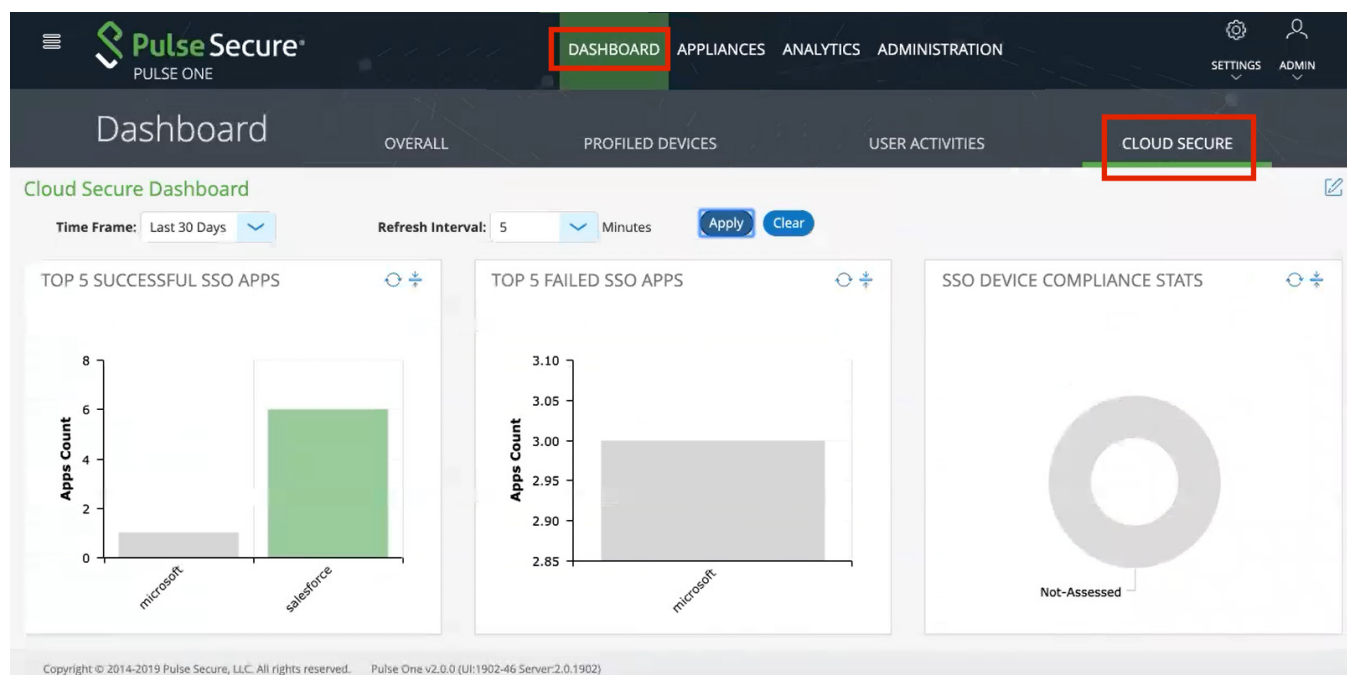 Pulse Secure®
PULSE ONE
DASHBOARD APPLIANCES ANALYTICS ADMINISTRATION
SETTINGS ADMIN
Dashboard
OVERALL PROFILED DEVICES USER ACTIVITIES CLOUD SECURE
Cloud Secure Dashboard
Time Frame: Last 30 Days Refresh Interval: 5 Minutes Apply Clear
TOP 5 SUCCESSFUL SSO APPS
8
6
4
2
0
Apps Count
microsoft
salesforce
TOP 5 FAILED SSO APPS
3.10
3.05
3.00
2.95
2.90
2.85
Apps Count
microsoft
SSO DEVICE COMPLIANCE STATS
Not-Assessed
Copyright © 2014-2019 Pulse Secure, LLC. All rights reserved. Pulse One v2.0.0 (UI:1902-46 Server:2.0.1902)